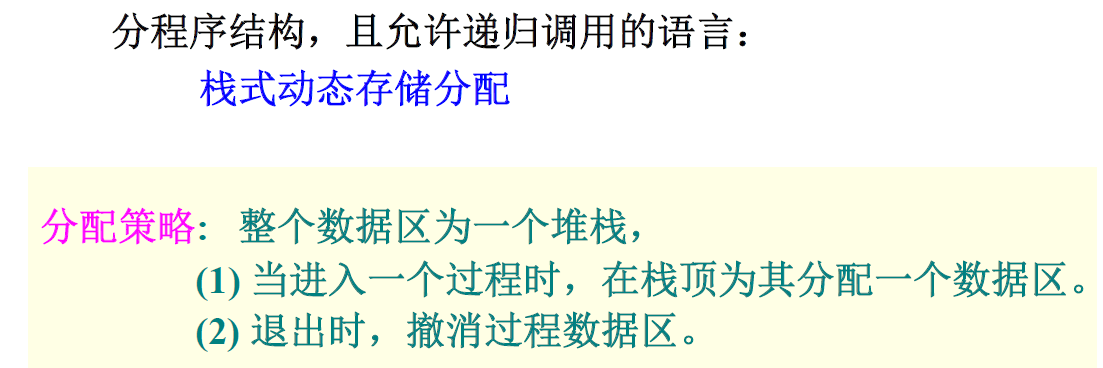 分程序结构，且允许递归调用的语言：
栈式动态存储分配
分配策略： 整个数据区为一个堆栈，
(1) 当进入一个过程时，在栈顶为其分配一个数据区。
(2) 退出时，撤消过程数据区。